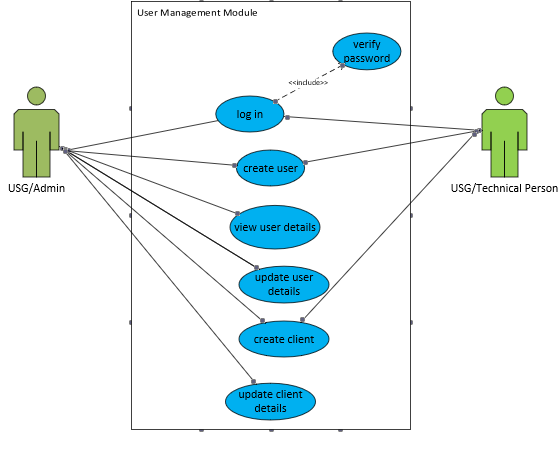 User Management Module
verify
password
<<include>>
log in
USG/Admin
USG/Technical Person
create user
view user details
update user
details
create client
update client
details